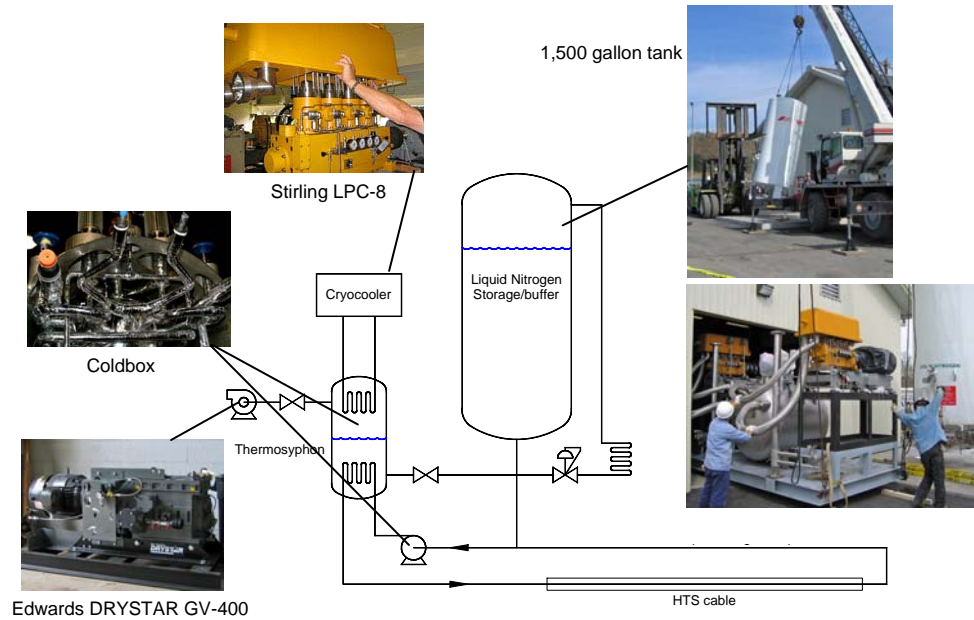 1,500 gallon tank
Stirling LPC-8
Cryocooler
Liquid Nitrogen
Storage/buffer
Coldbox
Thermosyphon
DRYSTAR
HTS cable
Edwards DRYSTAR GV-400